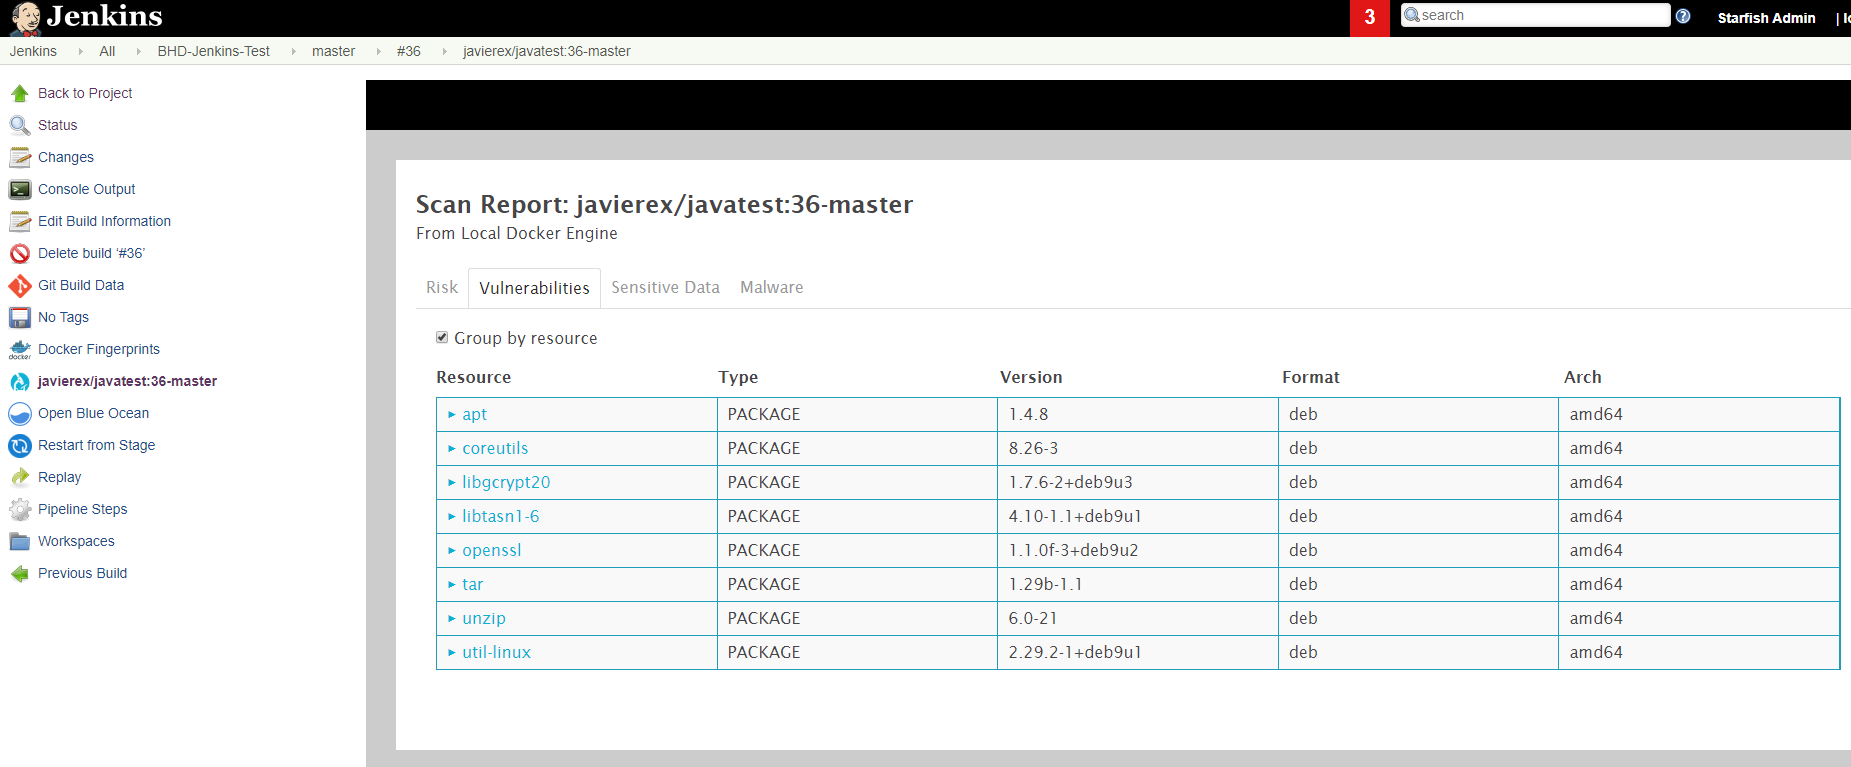 Jenkins
3
search
Starfish Admin
Jenkins All BHD-Jenkins-Test master #36 javierex/javatest:36-master
Back to Project
Status
Changes
Console Output
Edit Build Information
Delete build ‘#36’
Git Build Data
No Tags
Docker Fingerprints
javierex/javatest:36-master
Open Blue Ocean
Restart from Stage
Replay
Pipeline Steps
Workspaces
Previous Build
Scan Report: javierex/javatest:36-master
From Local Docker Engine
Risk Vulnerabilities Sensitive Data Malware
Group by resource
Resource Type Version Format Arch
apt PACKAGE 1.4.8 deb amd64
coreutils PACKAGE 8.26-3 deb amd64
libgcrypt20 PACKAGE 1.7.6-2+deb9u3 deb amd64
libtasn1-6 PACKAGE 4.10-1.1+deb9u1 deb amd64
openssl PACKAGE 1.1.0f-3+deb9u2 deb amd64
tar PACKAGE 1.29b-1.1 deb amd64
unzip PACKAGE 6.0-21 deb amd64
util-linux PACKAGE 2.29.2-1+deb9u1 deb amd64